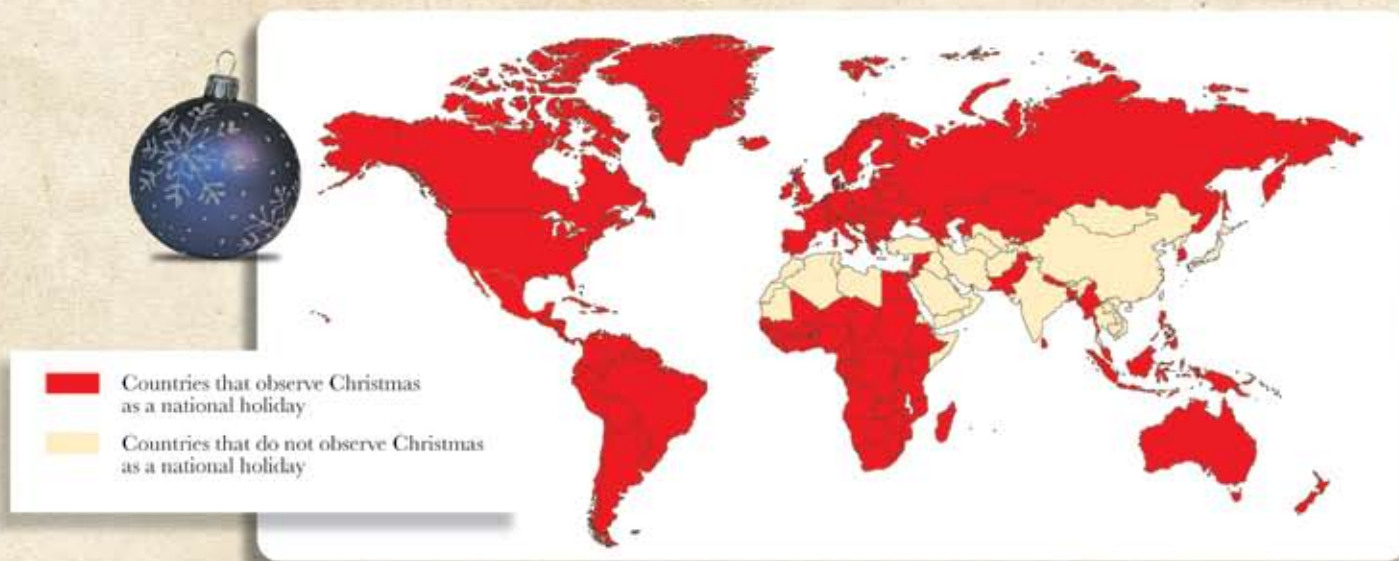 Countries that observe Christmas
as a national holiday
Countries that do not observe Christmas
as a national holiday